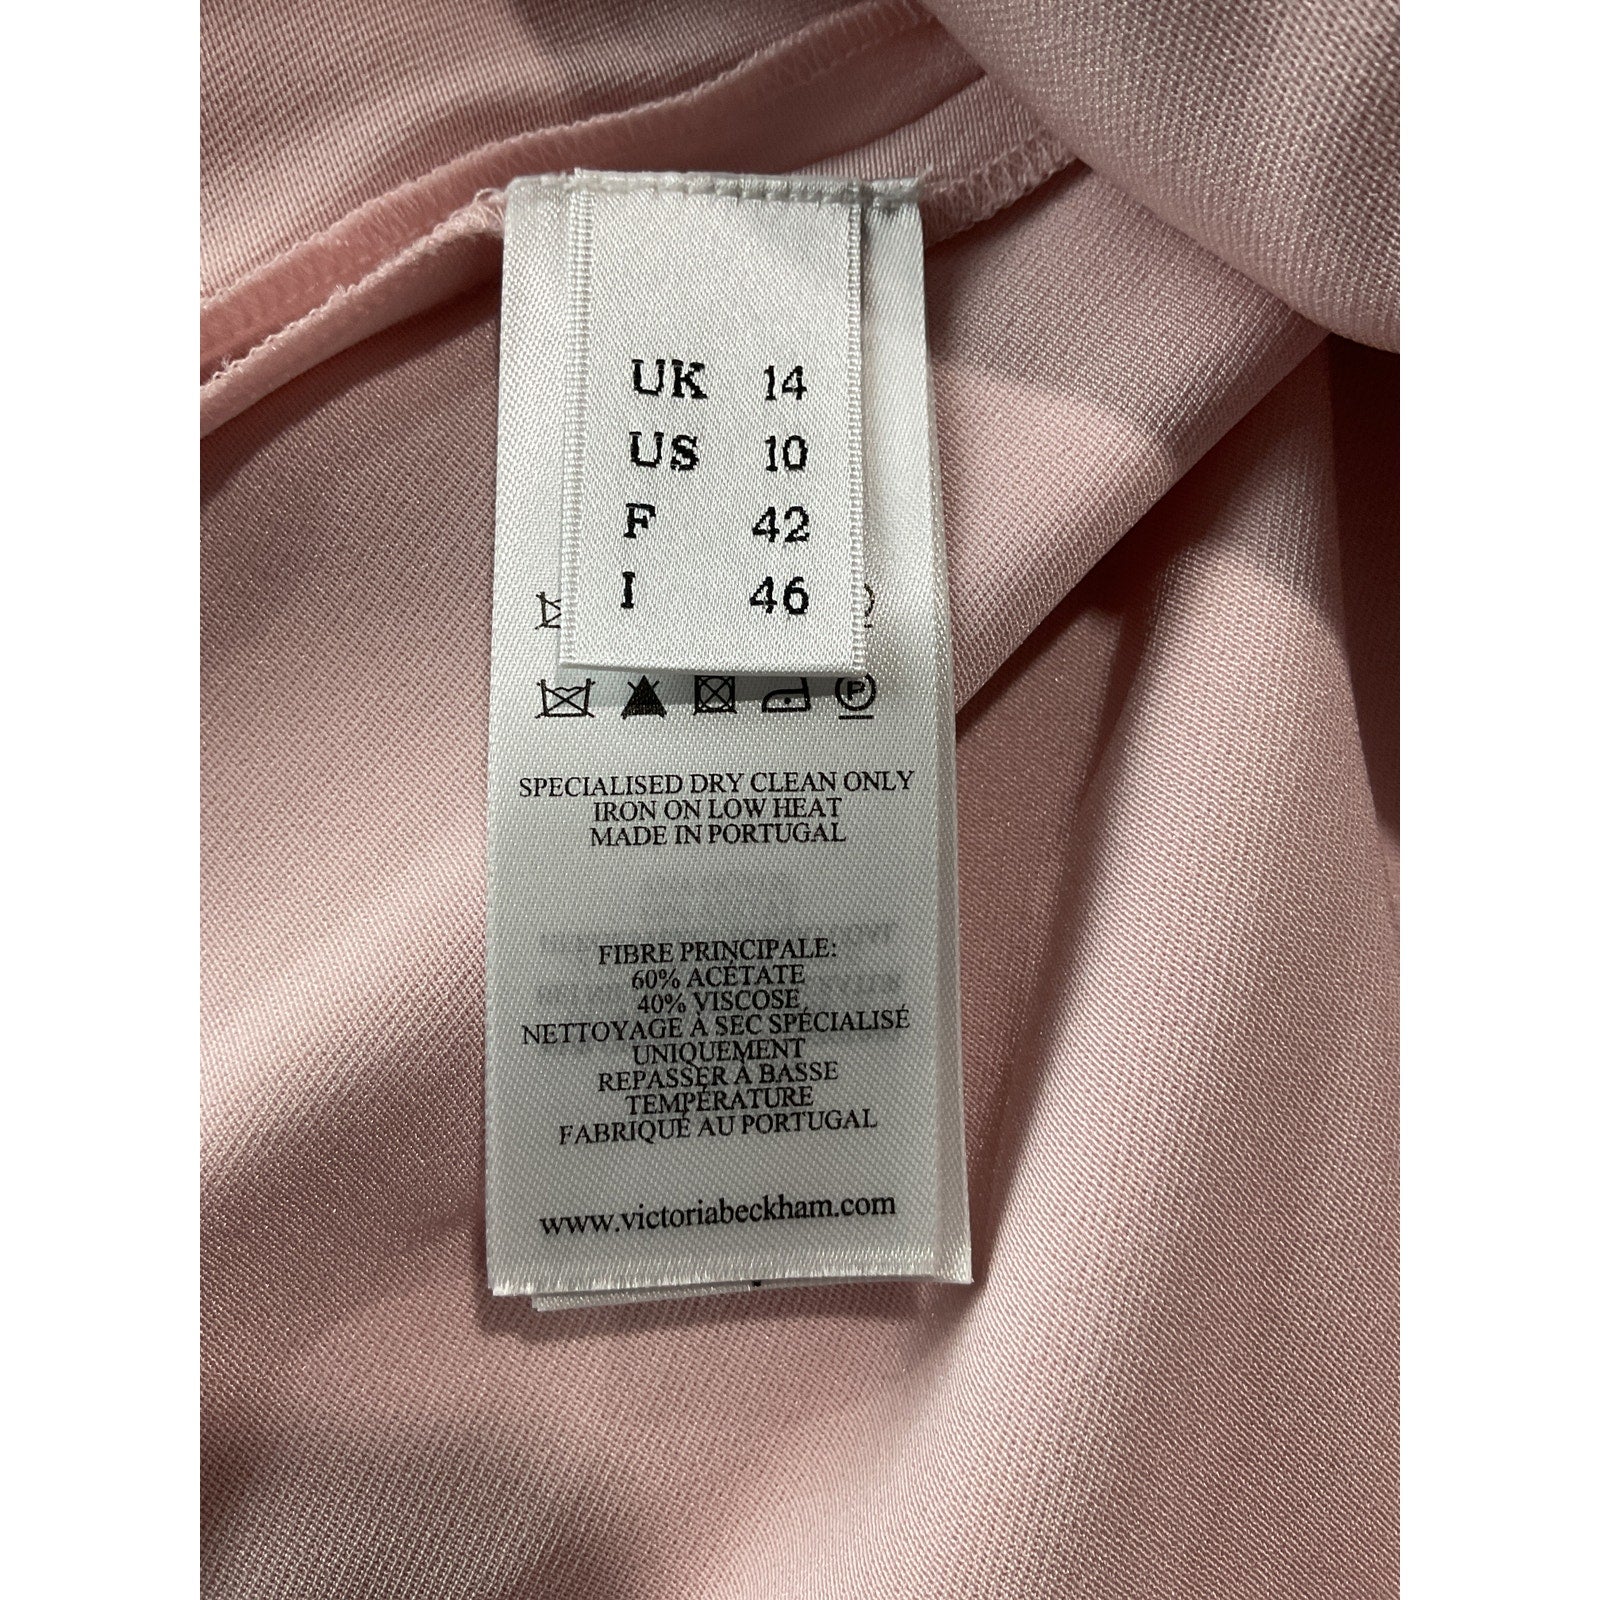 UK 14
US 10
F 42
I 46
P
SPECIALISED DRY CLEAN ONLY
IRON ON LOW HEAT
MADE IN PORTUGAL
FIBRE PRINCIPALE:
60% ACÉTATE
40% VISCOSE
NETTOYAGE À SEC SPÉCIALISÉ
UNIQUEMENT
REPASSER À BASSE
TEMPÉRATURE
FABRIQUÉ AU PORTUGAL
www.victoriabeckham.com